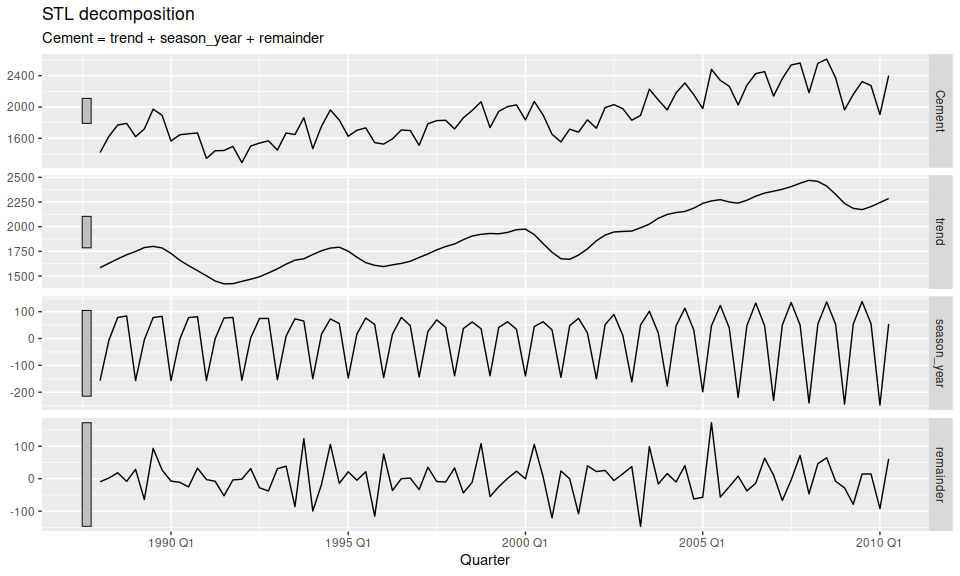 STL decomposition
Cement = trend + season_year + remainder
2400
2000
1600
Cement
2500
2250
2000
1750
1500
trend
100
0
-100
-200
season_year
100
0
-100
remainder
1990 Q1
1995 Q1
2000 Q1
2005 Q1
2010 Q1
Quarter